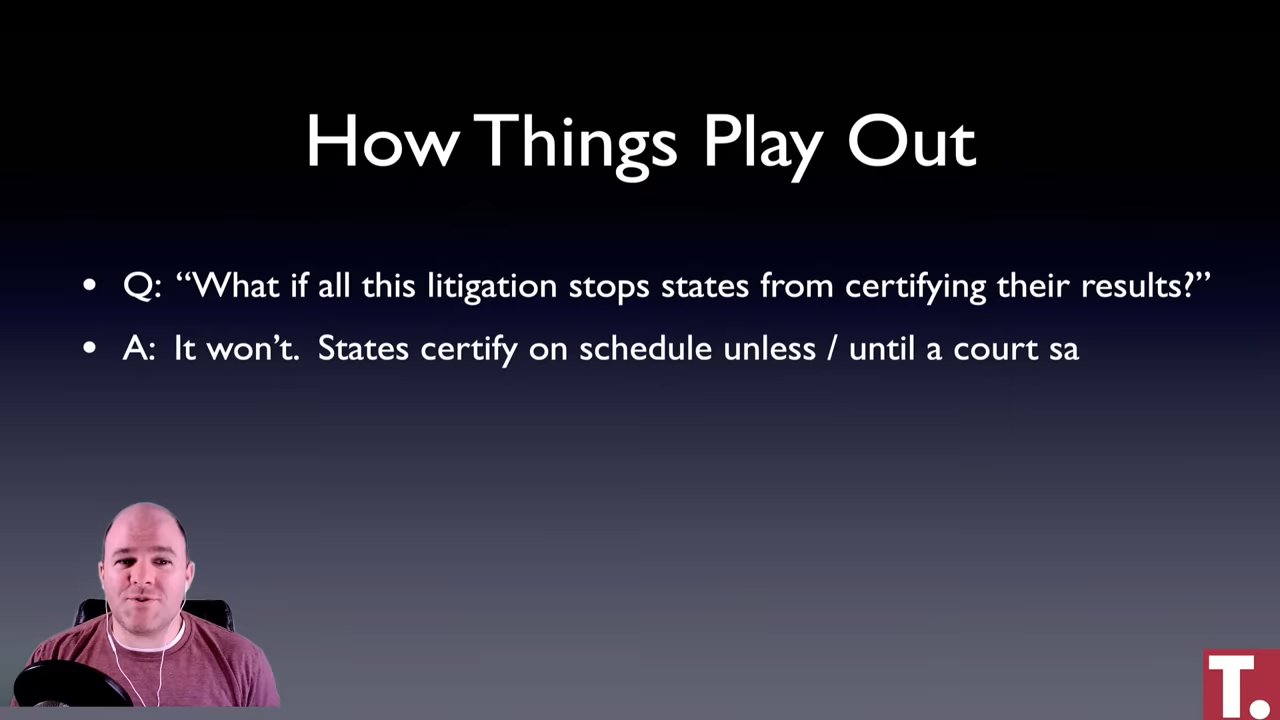 How Things Play Out
• Q: “What if all this litigation stops states from certifying their results?”
• A: It won’t. States certify on schedule unless / until a court sa
T.